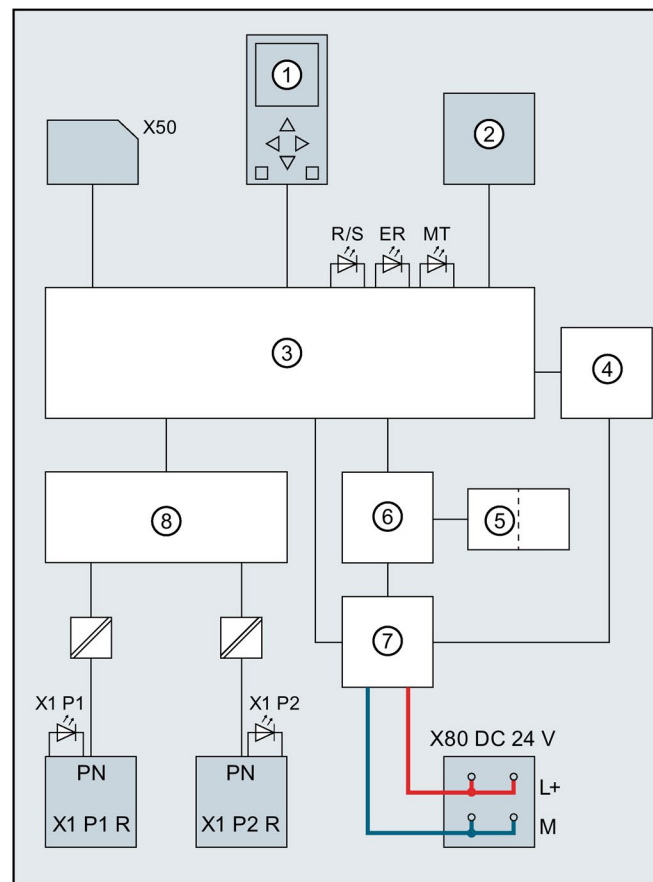 ①
X50
②
R/S ER MT
③
④
⑧
⑥
⑤
⑦
X1 P1
X1 P2
X80 DC 24 V
PN
PN
L+
X1 P1 R
X1 P2 R
M